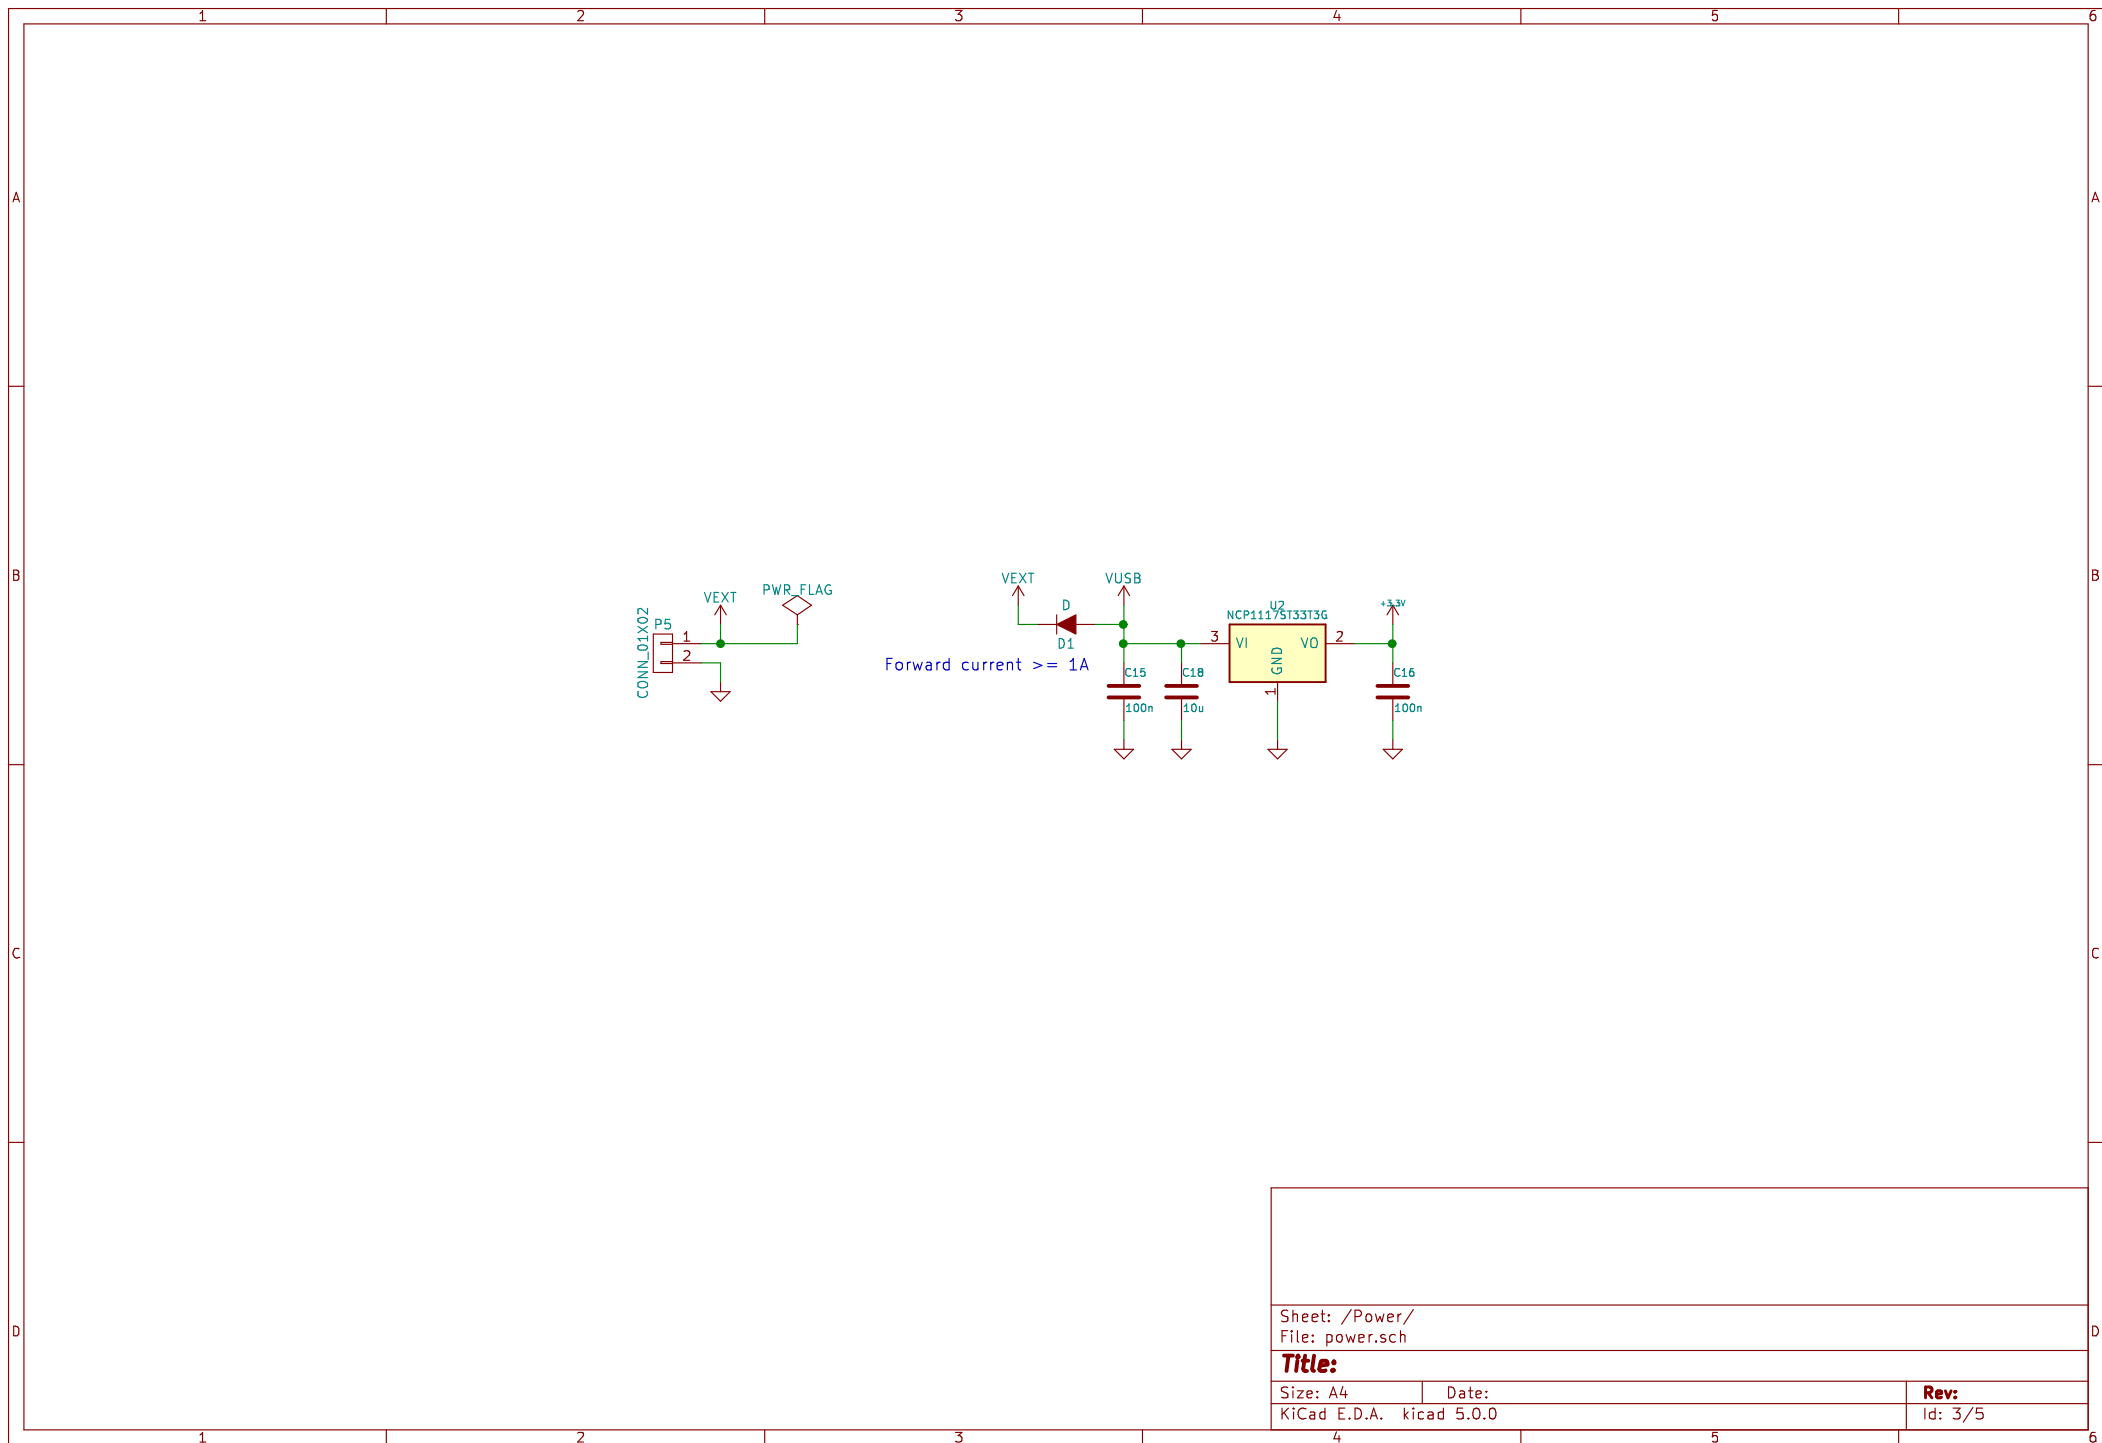 1 2 3 4 5 6
A A
VEXT VUSB
B PWR_FLAG B
VEXT D U2 +3.3V
NCP1117ST33T3G
P5
CONN_01X02
1 D1 3 VI VO 2
2 GND
Forward current >= 1A
C15 C18 C16
1
100n 10u 100n
C C
Sheet: /Power/
D File: power.sch D
Title:
Size: A4 Date: Rev:
KiCad E.D.A. kicad 5.0.0 Id: 3/5
1 2 3 4 5 6